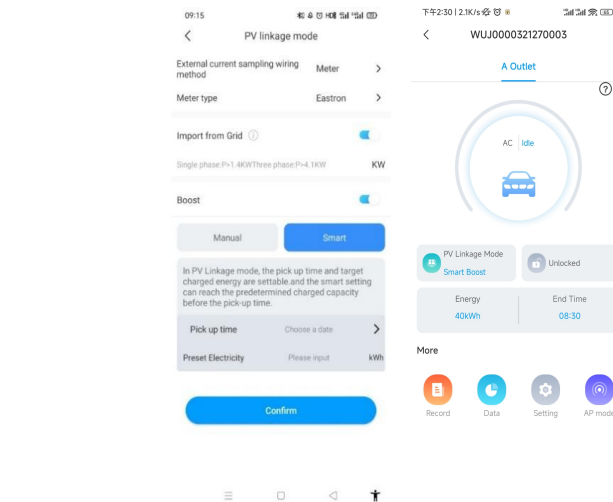 09:15
PV linkage mode
External current sampling wiring
method
Meter
Meter type
Eastron
Import from Grid
Single phase:P>1.4KWThree phase:P>4.1KW
KW
Boost
Manual
Smart
In PV Linkage mode, the pick up time and target
charged energy are settable.and the smart setting
can reach the predetermined charged capacity
before the pick-up time.
Pick up time
Choose a date
Preset Electricity
Please input
kWh
Confirm
下午2:30 | 2.1K/s
WUJ0000321270003
A Outlet
AC
Idle
PV Linkage Mode
Smart Boost
Unlocked
Energy
End Time
40kWh
08:30
More
Record
Data
Setting
AP mode